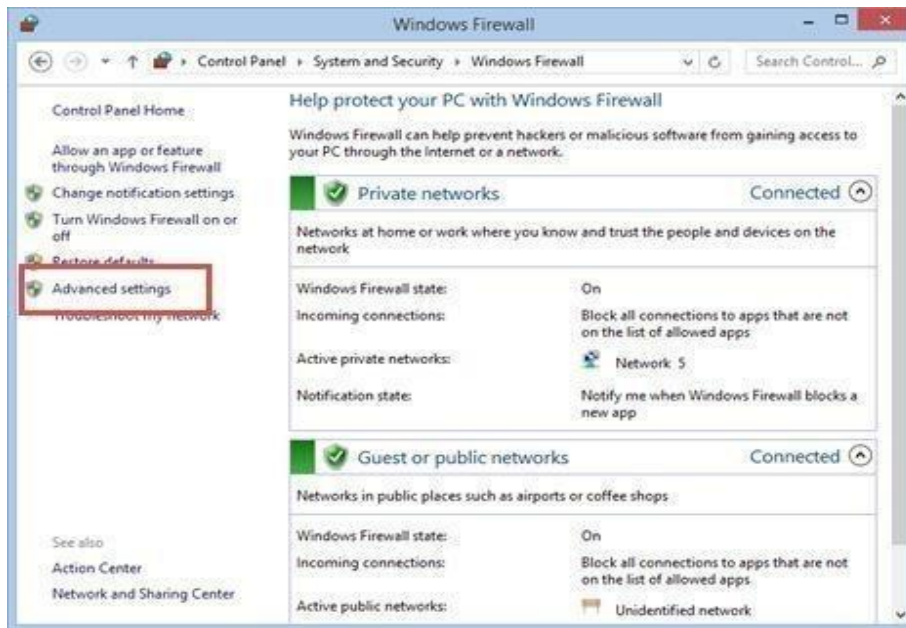 Windows Firewall
Control Panel
System and Security
Windows Firewall
Search Control...
Control Panel Home
Allow an app or feature
through Windows Firewall
Change notification settings
Turn Windows Firewall on or
off
Restore defaults
Advanced settings
Troubleshoot my network
See also
Action Center
Network and Sharing Center
Help protect your PC with Windows Firewall
Windows Firewall can help prevent hackers or malicious software from gaining access to
your PC through the Internet or a network.
Private networks Connected
Networks at home or work where you know and trust the people and devices on the
network
Windows Firewall state: On
Incoming connections: Block all connections to apps that are not
on the list of allowed apps
Active private networks: Network 5
Notification state: Notify me when Windows Firewall blocks a
new app
Guest or public networks Connected
Networks in public places such as airports or coffee shops
Windows Firewall state: On
Incoming connections: Block all connections to apps that are not
on the list of allowed apps
Active public networks: Unidentified network